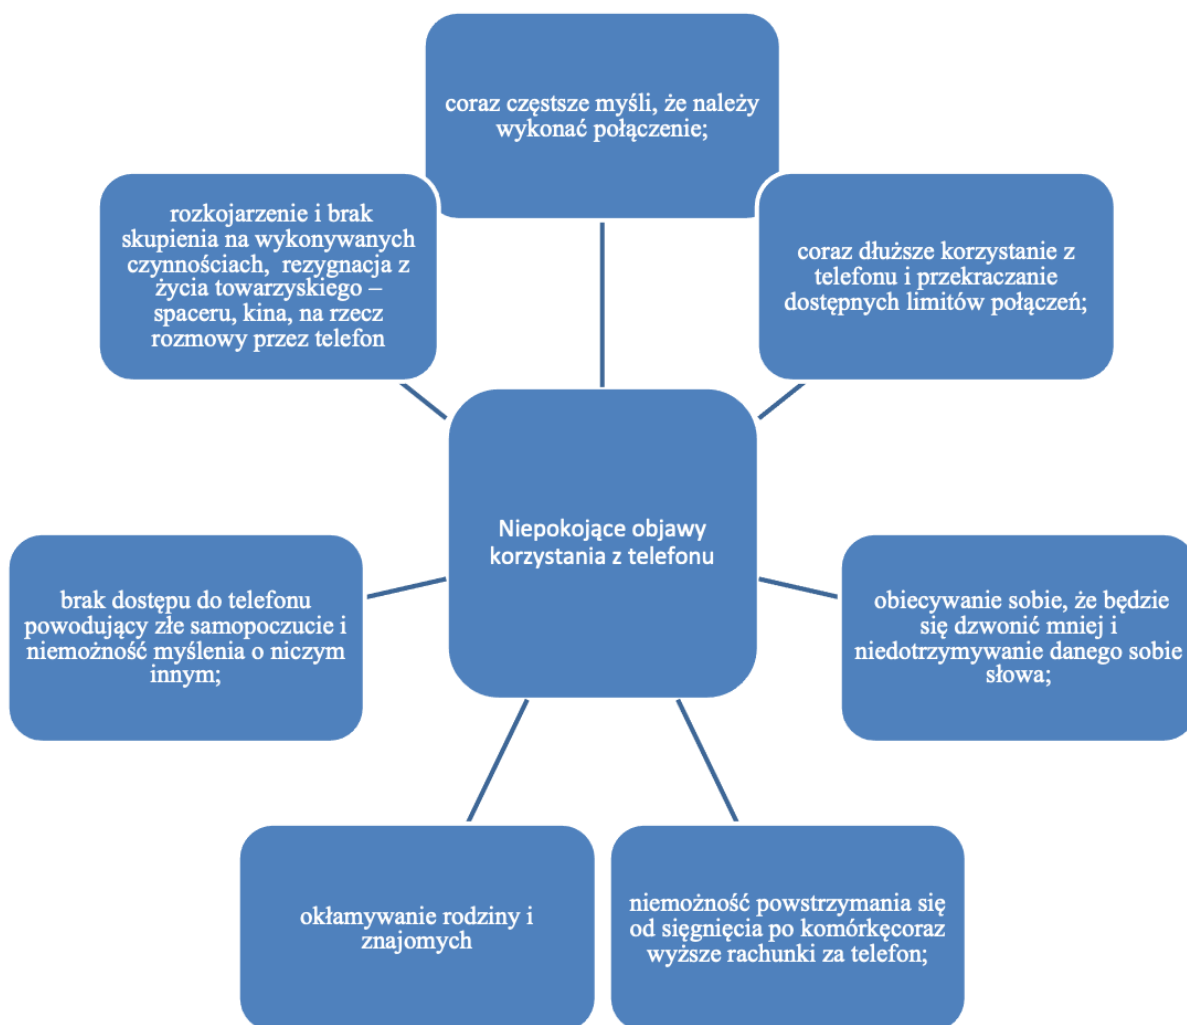 coraz częstsze myśli, że należy
wykonać połączenie;
rozkojarzenie i brak
skupienia na wykonywanych
czynnościach, rezygnacja z
życia towarzyskiego –
spaceru, kina, na rzecz
rozmowy przez telefon
coraz dłuższe korzystanie z
telefonu i przekraczanie
dostępnych limitów połączeń;
Niepokojące objawy
korzystania z telefonu
brak dostępu do telefonu
powodujący złe samopoczucie i
niemożność myślenia o niczym
innym;
obiecywanie sobie, że będzie
się dzwonić mniej i
niedotrzymywanie danego sobie
słowa;
okłamywanie rodziny i
znajomych
niemożność powstrzymania się
od sięgnięcia po komórkęcoraz
wyższe rachunki za telefon;